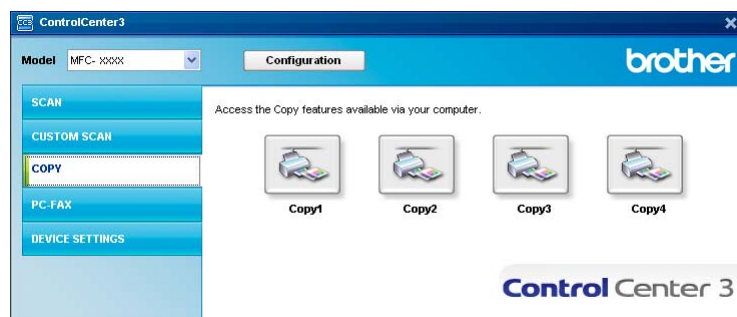 ControlCenter3
Model MFC- XXXX Configuration brother
SCAN
CUSTOM SCAN
COPY
PC-FAX
DEVICE SETTINGS
Access the Copy features available via your computer.
Copy1 Copy2 Copy3 Copy4
Control Center 3